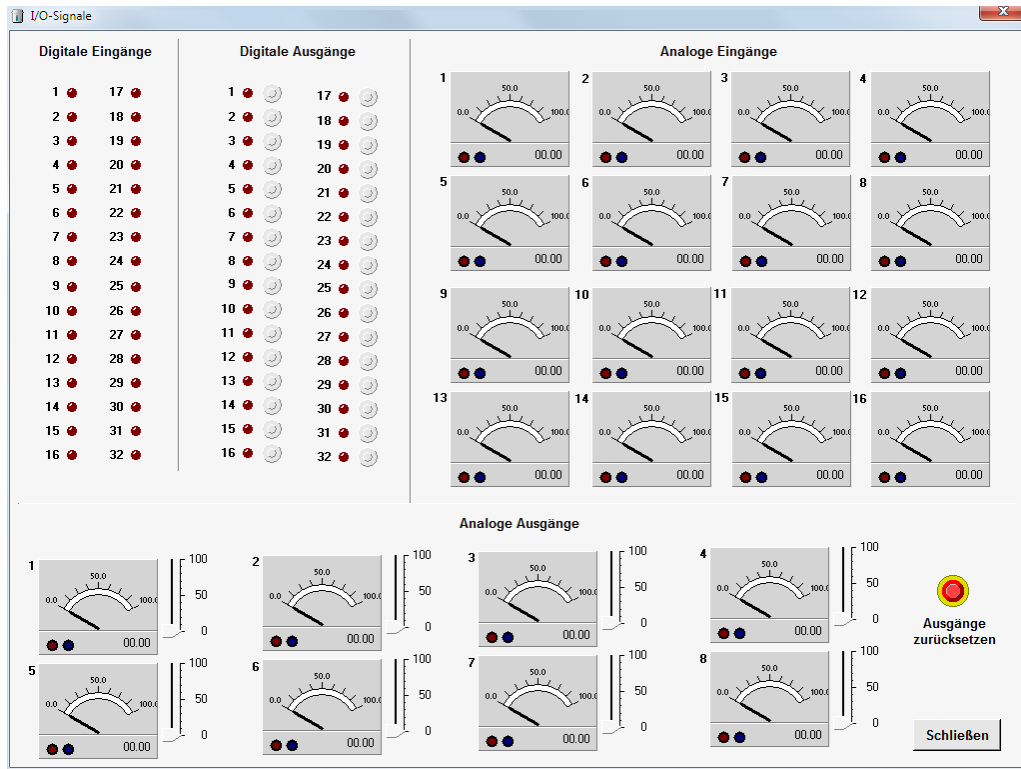 I/O-Signale
Digitale Eingänge
1 17
2 18
3 19
4 20
5 21
6 22
7 23
8 24
9 25
10 26
11 27
12 28
13 29
14 30
15 31
16 32
Digitale Ausgänge
1 17
2 18
3 19
4 20
5 21
6 22
7 23
8 24
9 25
10 26
11 27
12 28
13 29
14 30
15 31
16 32
Analoge Eingänge
1 0.0 50.0 100.0 00.00
2 0.0 50.0 100.0 00.00
3 0.0 50.0 100.0 00.00
4 0.0 50.0 100.0 00.00
5 0.0 50.0 100.0 00.00
6 0.0 50.0 100.0 00.00
7 0.0 50.0 100.0 00.00
8 0.0 50.0 100.0 00.00
9 0.0 50.0 100.0 00.00
10 0.0 50.0 100.0 00.00
11 0.0 50.0 100.0 00.00
12 0.0 50.0 100.0 00.00
13 0.0 50.0 100.0 00.00
14 0.0 50.0 100.0 00.00
15 0.0 50.0 100.0 00.00
16 0.0 50.0 100.0 00.00
Analoge Ausgänge
1 0.0 50.0 100.0 00.00 100 50 0
2 0.0 50.0 100.0 00.00 100 50 0
3 0.0 50.0 100.0 00.00 100 50 0
4 0.0 50.0 100.0 00.00 100 50 0
5 0.0 50.0 100.0 00.00 100 50 0
6 0.0 50.0 100.0 00.00 100 50 0
7 0.0 50.0 100.0 00.00 100 50 0
8 0.0 50.0 100.0 00.00 100 50 0
Ausgänge
zurücksetzen
Schließen